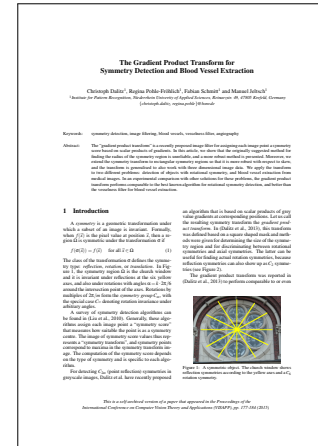 The Gradient Product Transform for
Symmetry Detection and Blood Vessel Extraction
Christoph Dalitz, Regina Pohle-Fröhlich, Fabian Schmitt and Manuel Jeltsch
Institute for Pattern Recognition, Niederrhein University of Applied Sciences, Reinarzstr. 49, 47805 Krefeld, Germany
{christoph.dalitz, regina.pohle}@hsnr.de
Keywords: symmetry detection, image filtering, blood vessels, vesselness filter, angiography
Abstract: The "gradient product transform" is a recently proposed image filter for assigning each image point a symmetry
score based on scalar products of gradients. In this article, we show that the originally suggested method for
finding the radius of the symmetry region is unreliable, and a more robust method is presented. Moreover, we
extend the symmetry transform to rectangular symmetry regions so that it is more robust with respect to skew,
and the transform is generalised to also work with three dimensional image data. We apply the transform
to two different problems: detection of objects with rotational symmetry, and blood vessel extraction from
medical images. In an experimental comparison with other solutions for these problems, the gradient product
transform performs comparable to the best known algorithm for rotational symmetry detection, and better than
the vesselness filter for blood vessel extraction.
1 Introduction
A symmetry is a geometric transformation under
which a subset of an image is invariant. Formally,
when
is the pixel value at position
, then a re-
gion Ω is symmetric under the transformation
if
for all
(1)
The class of the transformation
defines the symme-
try type: reflection, rotation, or translation. In Fig-
ure 1, the symmetry region Ω is the church window
and it is invariant under reflections at the six yellow
axes, and also under rotations with angles
around the intersection point of the axes. Rotations by
multiples of 2π/n form the symmetry group Cn, with
the special case C∞ denoting rotation invariance under
arbitrary angles.
A survey of symmetry detection algorithms can
be found in (Liu et al., 2010). Generally, these algo-
rithms assign each image point a "symmetry score"
that measures how suitable the point is as a symmetry
centre. The image of symmetry score values thus rep-
resents a "symmetry transform", and symmetry points
correspond to maxima in the symmetry transform im-
age. The computation of the symmetry score depends
on the type of symmetry and is specific to each algo-
rithm.
For detecting
(point reflection) symmetries in
greyscale images, Dalitz et al. have recently proposed
an algorithm that is based on scalar products of grey
value gradients at corresponding positions. Let us call
the resulting symmetry transform the gradient prod-
uct transform. In (Dalitz et al., 2013), this transform
was defined based on a square shaped mask and meth-
ods were given for determining the size of the symme-
try region and for discriminating between rotational
symmetries and axial symmetries. The latter can be
useful for finding actual rotation symmetries, because
reflection symmetries can also show up as
symme-
tries (see Figure 2).
The gradient product transform was reported in
(Dalitz et al., 2013) to perform comparable to or even
Figure 1: A symmetric object. The church window shows
reflection symmetries according to the yellow axes and a C6
rotation symmetry.
This is a self-archived version of a paper that appeared in the Proceedings of the
International Conference on Computer Vision Theory and Applications (VISAPP), pp. 177-184 (2015)